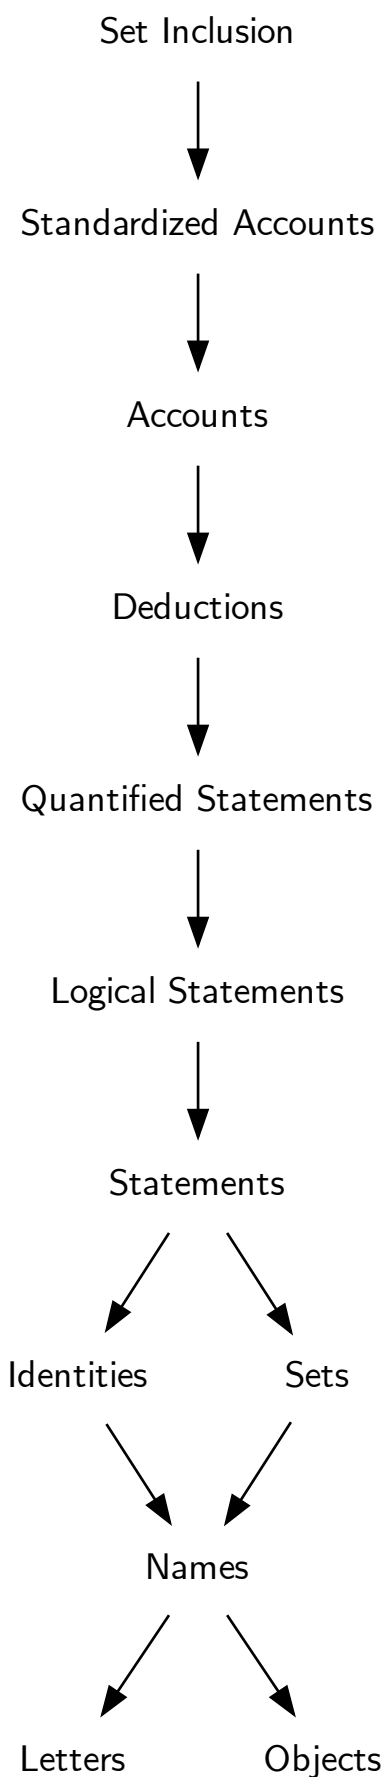 Set Inclusion
Standardized Accounts
Accounts
Deductions
Quantified Statements
Logical Statements
Statements
Identities
Sets
Names
Letters
Objects